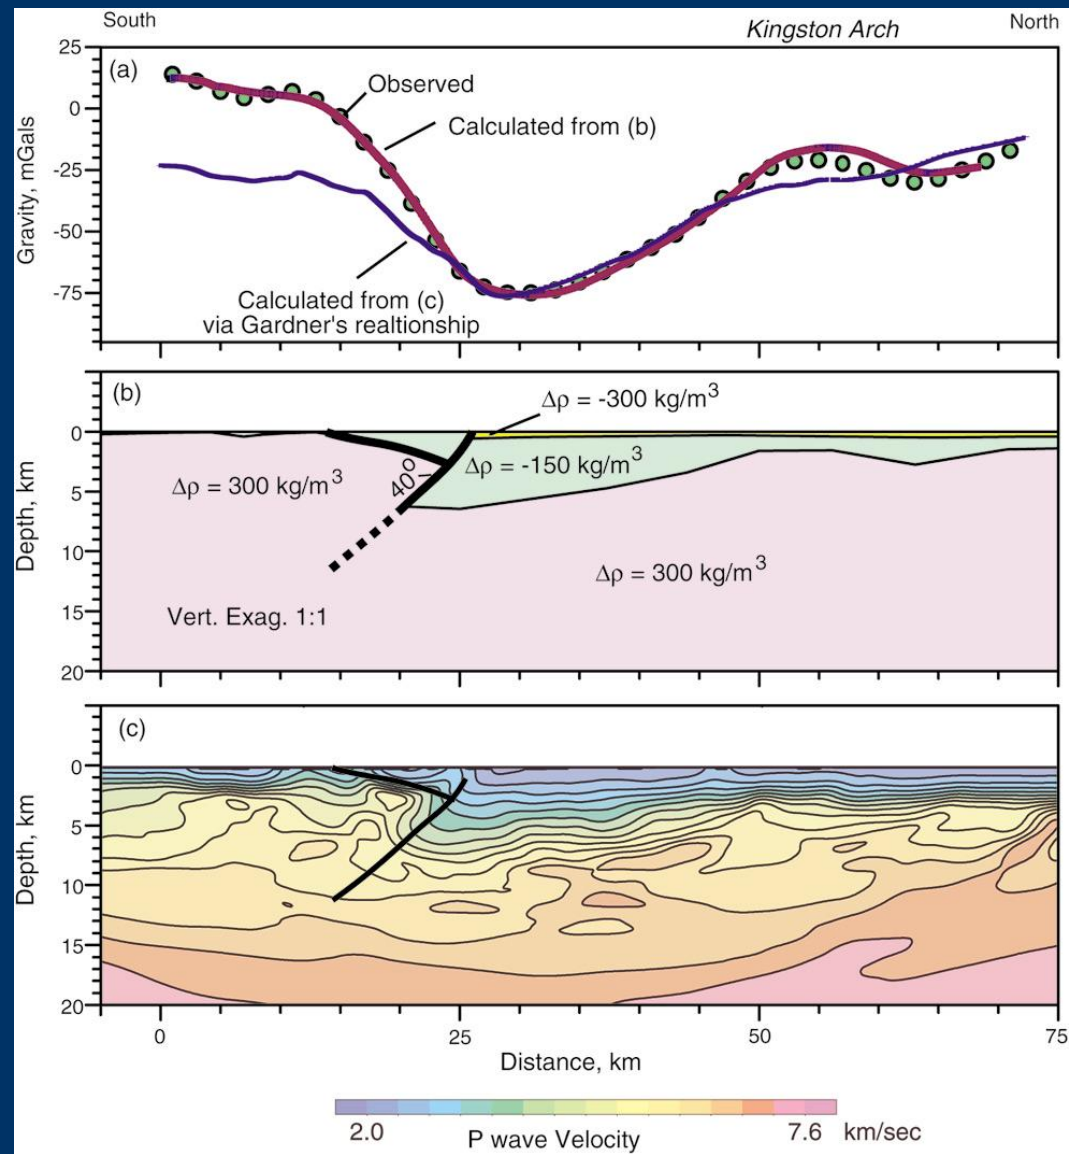 South
North
Kingston Arch
(a)
25
0
-25
-50
-75
Gravity, mGals
Observed
Calculated from (b)
Calculated from (c)
via Gardner's realtionship
(b)
Δρ = -300 kg/m³
Δρ = -150 kg/m³
Δρ = 300 kg/m³
40°
Δρ = 300 kg/m³
Vert. Exag. 1:1
0
5
10
15
20
Depth, km
(c)
0
5
10
15
20
Depth, km
0
25
50
75
Distance, km
2.0
P wave Velocity
7.6
km/sec